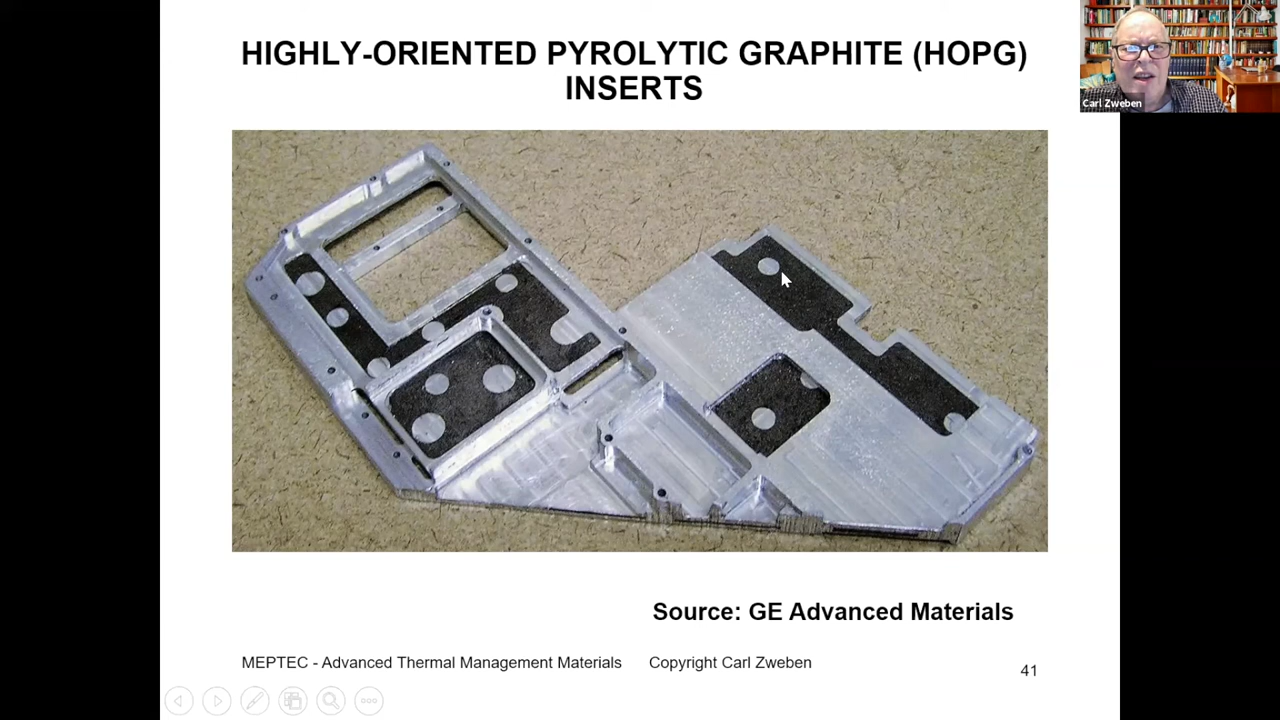 HIGHLY-ORIENTED PYROLYTIC GRAPHITE (HOPG)
INSERTS
Carl Zweben
Source: GE Advanced Materials
MEPTEC - Advanced Thermal Management Materials Copyright Carl Zweben
41